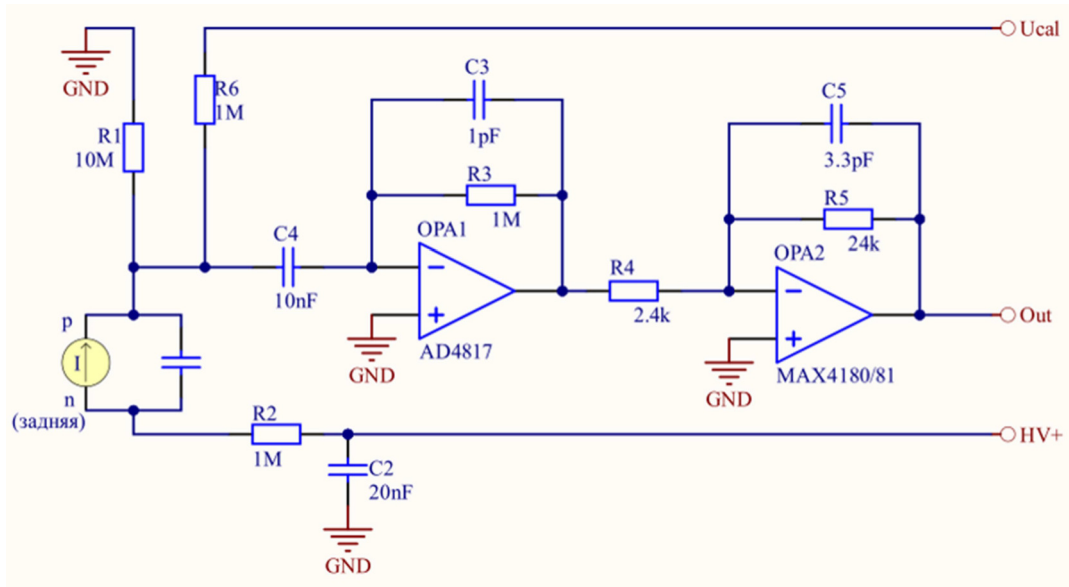 Ucal
GND
R6
1M
R1
10M
C3
1pF
C5
3.3pF
R3
1M
R5
24k
OPA1
C4
10nF
OPA2
R4
2.4k
−
+
AD4817
−
+
MAX4180/81
Out
GND
GND
p
I
n
(задняя)
R2
1M
HV+
C2
20nF
GND